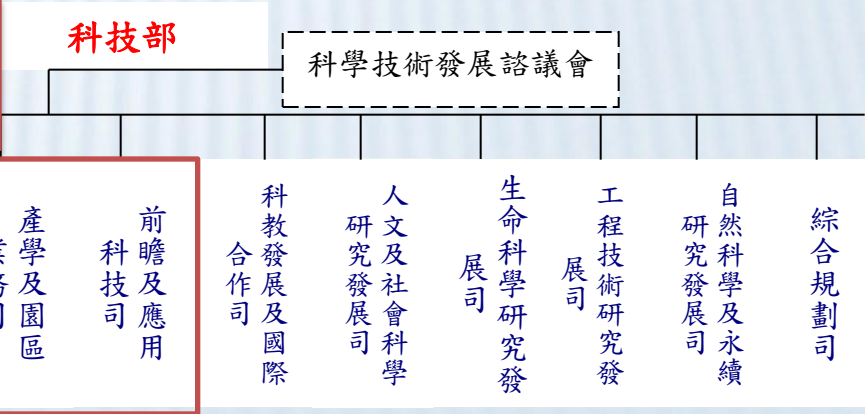 科技部
科學技術發展諮議會
綜合規劃司
自然科學及永續
研究發展司
工程技術研究發
展司
生命科學研究發
展司
人文及社會科學
研究發展司
科教發展及國際
合作司
前瞻及應用
科技司
產學及園區